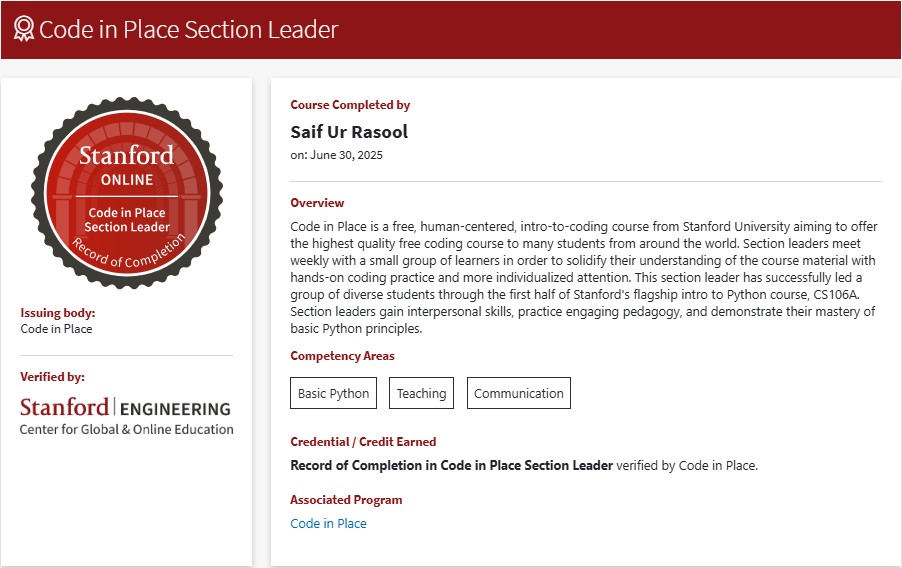 Code in Place Section Leader
Stanford
ONLINE
Code in Place
Section Leader
Record of Completion
Issuing body:
Code in Place
Verified by:
Stanford | ENGINEERING
Center for Global & Online Education
Course Completed by
Saif Ur Rasool
on: June 30, 2025
Overview
Code in Place is a free, human-centered, intro-to-coding course from Stanford University aiming to offer
the highest quality free coding course to many students from around the world. Section leaders meet
weekly with a small group of learners in order to solidify their understanding of the course material with
hands-on coding practice and more individualized attention. This section leader has successfully led a
group of diverse students through the first half of Stanford's flagship intro to Python course, CS106A.
Section leaders gain interpersonal skills, practice engaging pedagogy, and demonstrate their mastery of
basic Python principles.
Competency Areas
Basic Python
Teaching
Communication
Credential / Credit Earned
Record of Completion in Code in Place Section Leader verified by Code in Place.
Associated Program
Code in Place